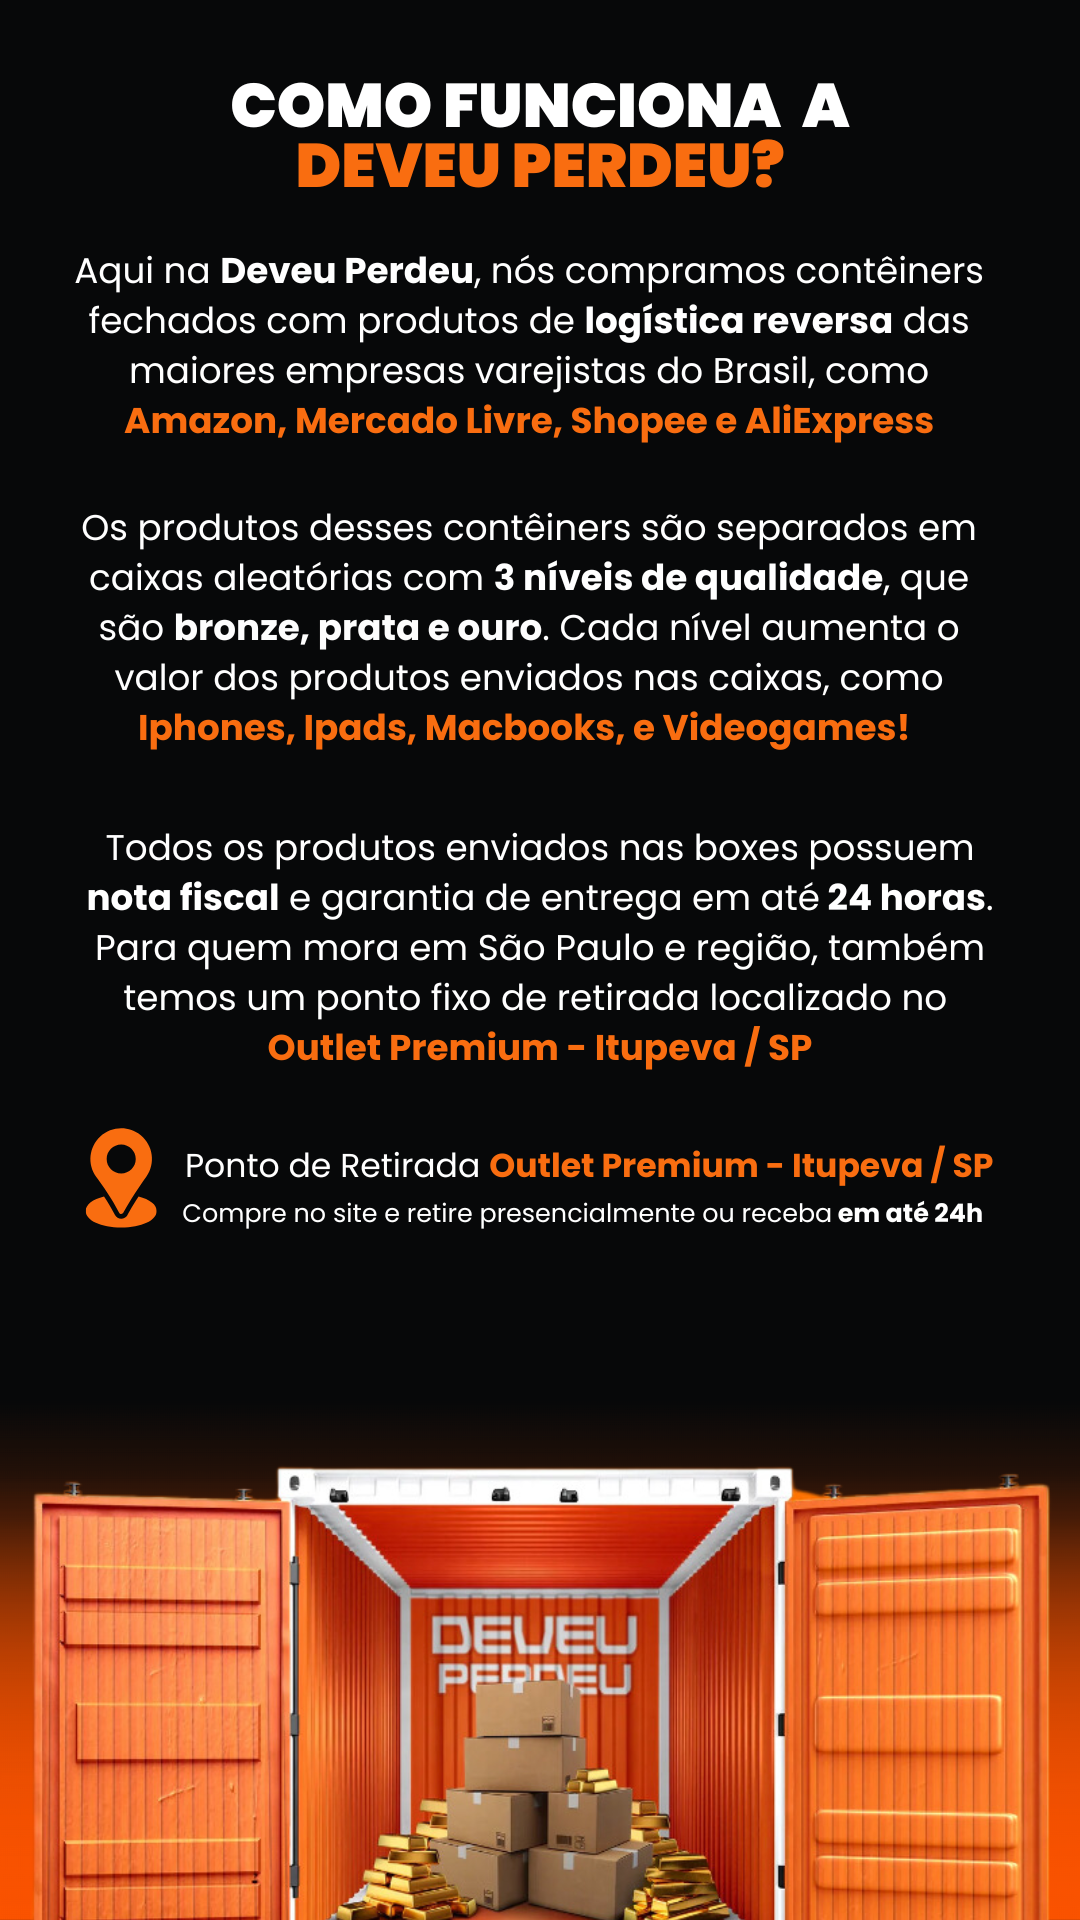 COMO FUNCIONA A
DEVEU PERDEU?
Aqui na Deveu Perdeu, nós compramos contêiners
fechados com produtos de logística reversa das
maiores empresas varejistas do Brasil, como
Amazon, Mercado Livre, Shopee e AliExpress
Os produtos desses contêiners são separados em
caixas aleatórias com 3 níveis de qualidade, que
são bronze, prata e ouro. Cada nível aumenta o
valor dos produtos enviados nas caixas, como
Iphones, Ipads, Macbooks, e Videogames!
Todos os produtos enviados nas boxes possuem
nota fiscal e garantia de entrega em até 24 horas.
Para quem mora em São Paulo e região, também
temos um ponto fixo de retirada localizado no
Outlet Premium - Itupeva / SP
Ponto de Retirada Outlet Premium - Itupeva / SP
Compre no site e retire presencialmente ou receba em até 24h
DEVEU
PERDEU